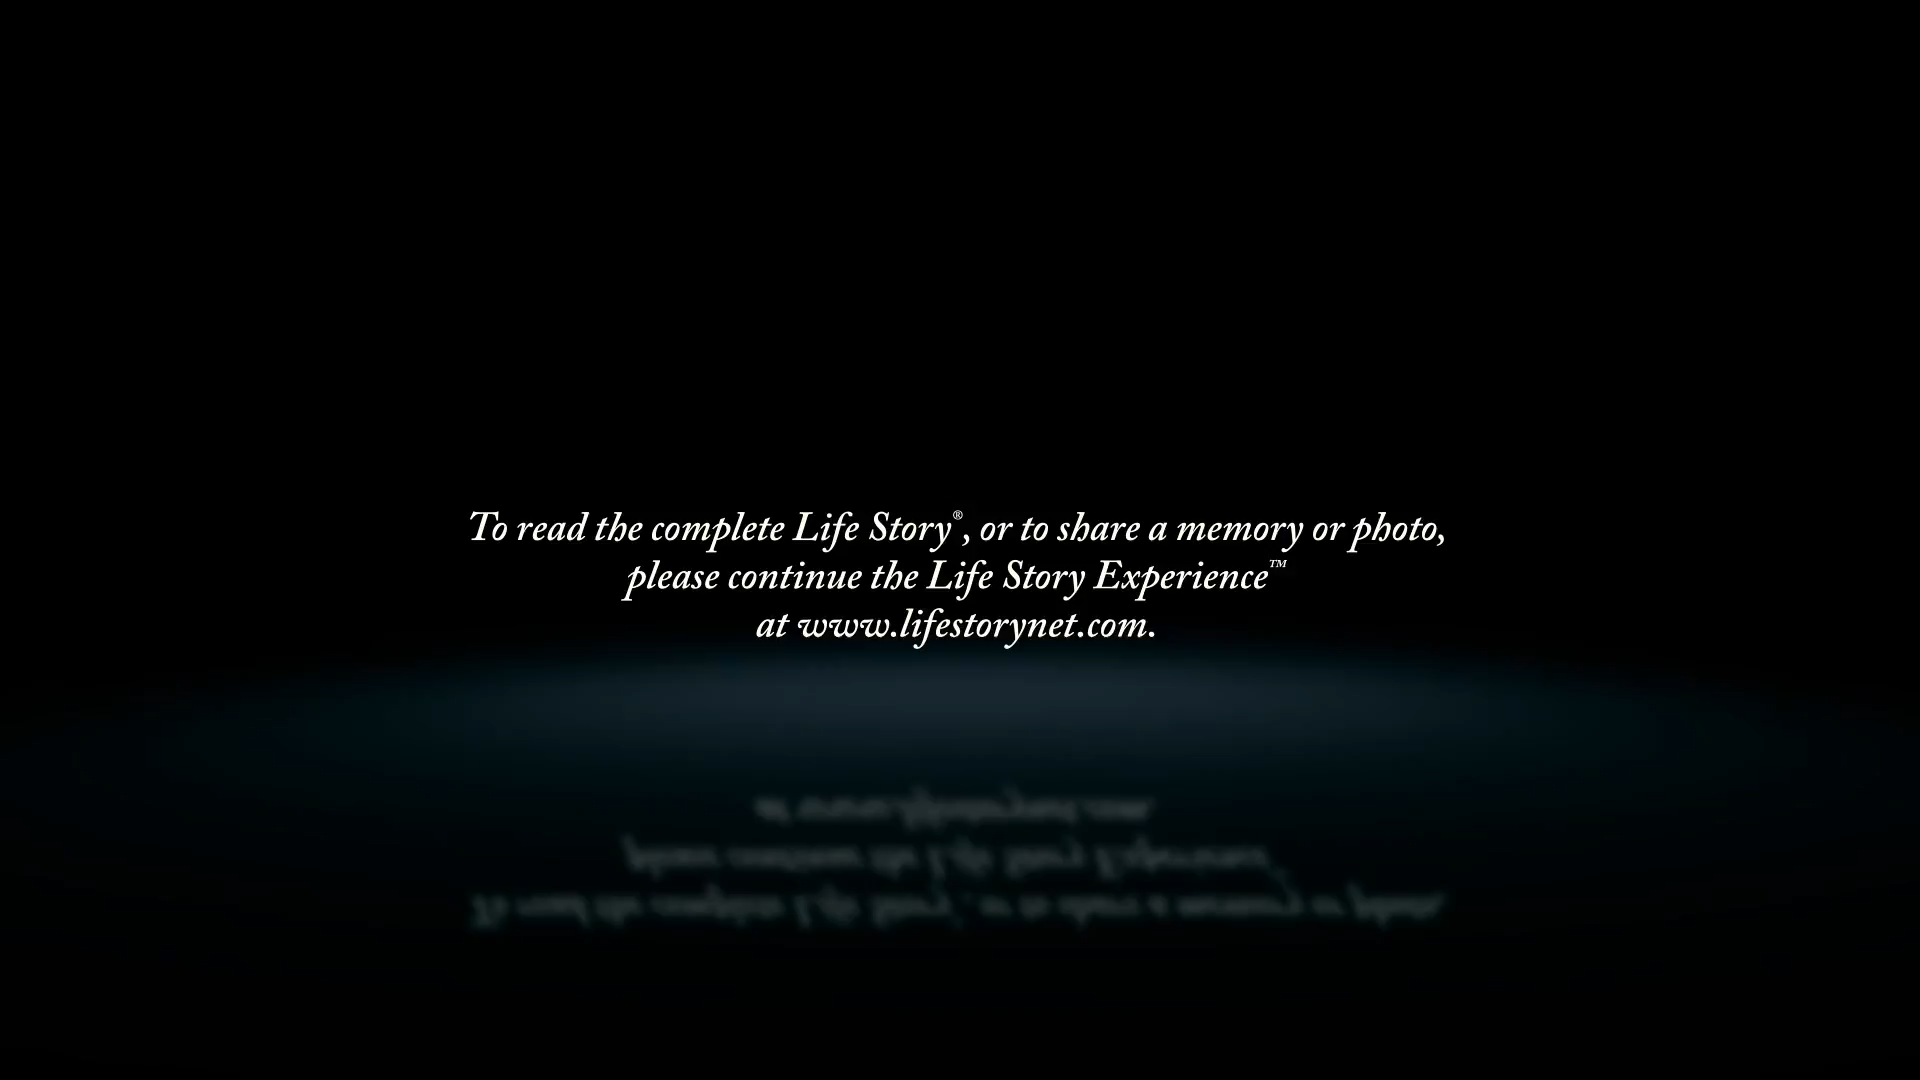 To read the complete Life Story®, or to share a memory or photo,
please continue the Life Story Experience™
at www.lifestorynet.com.